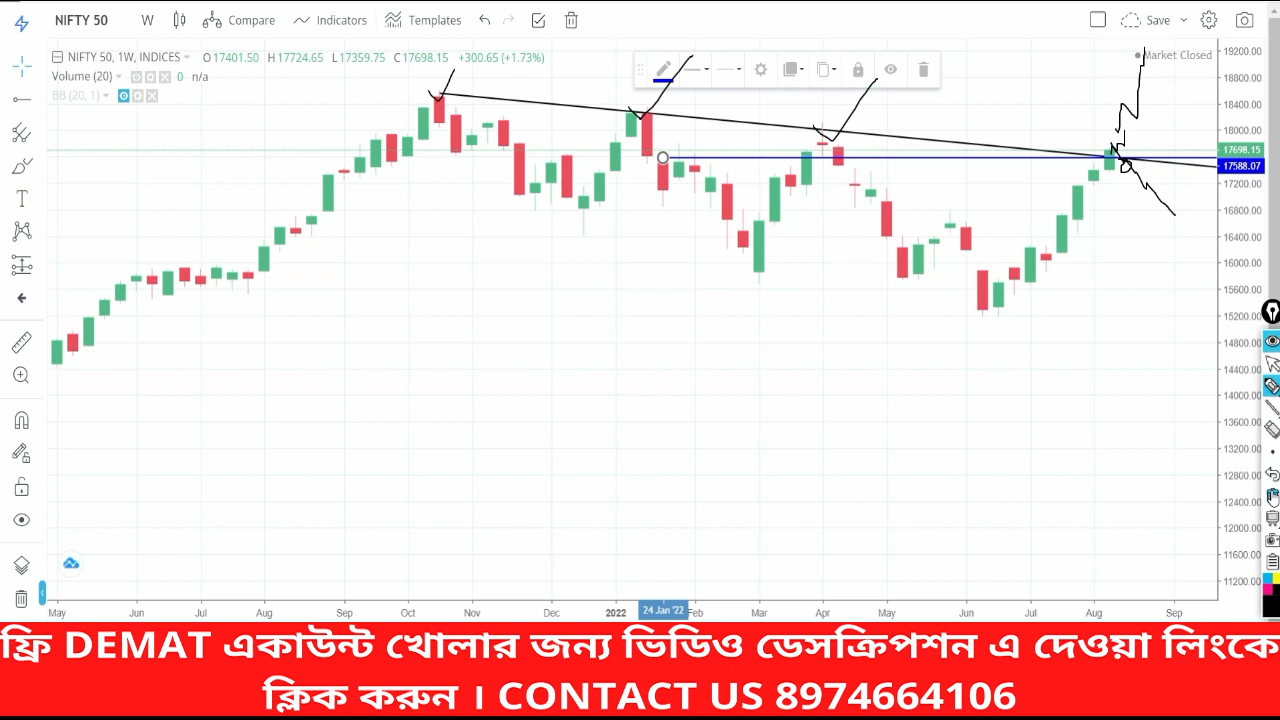 NIFTY 50 W Compare Indicators Templates Save
NIFTY 50, 1W, INDICES O17401.50 H17724.65 L17359.75 C17698.15 +300.65 (+1.73%)
Market Closed
Volume (20) 0 n/a
BB (20, 1)
19200.00
18800.00
18400.00
18000.00
17698.15
17588.07
17200.00
16800.00
16400.00
16000.00
15600.00
15200.00
14800.00
14400.00
14000.00
13600.00
13200.00
12800.00
12400.00
12000.00
11600.00
11200.00
May Jun Jul Aug Sep Oct Nov Dec 2022 24 Jan '22 Feb Mar Apr May Jun Jul Aug Sep
ফ্রি DEMAT একাউন্ট খোলার জন্য ভিডিও ডেসক্রিপশন এ দেওয়া লিংকে
ক্লিক করুন । CONTACT US 8974664106